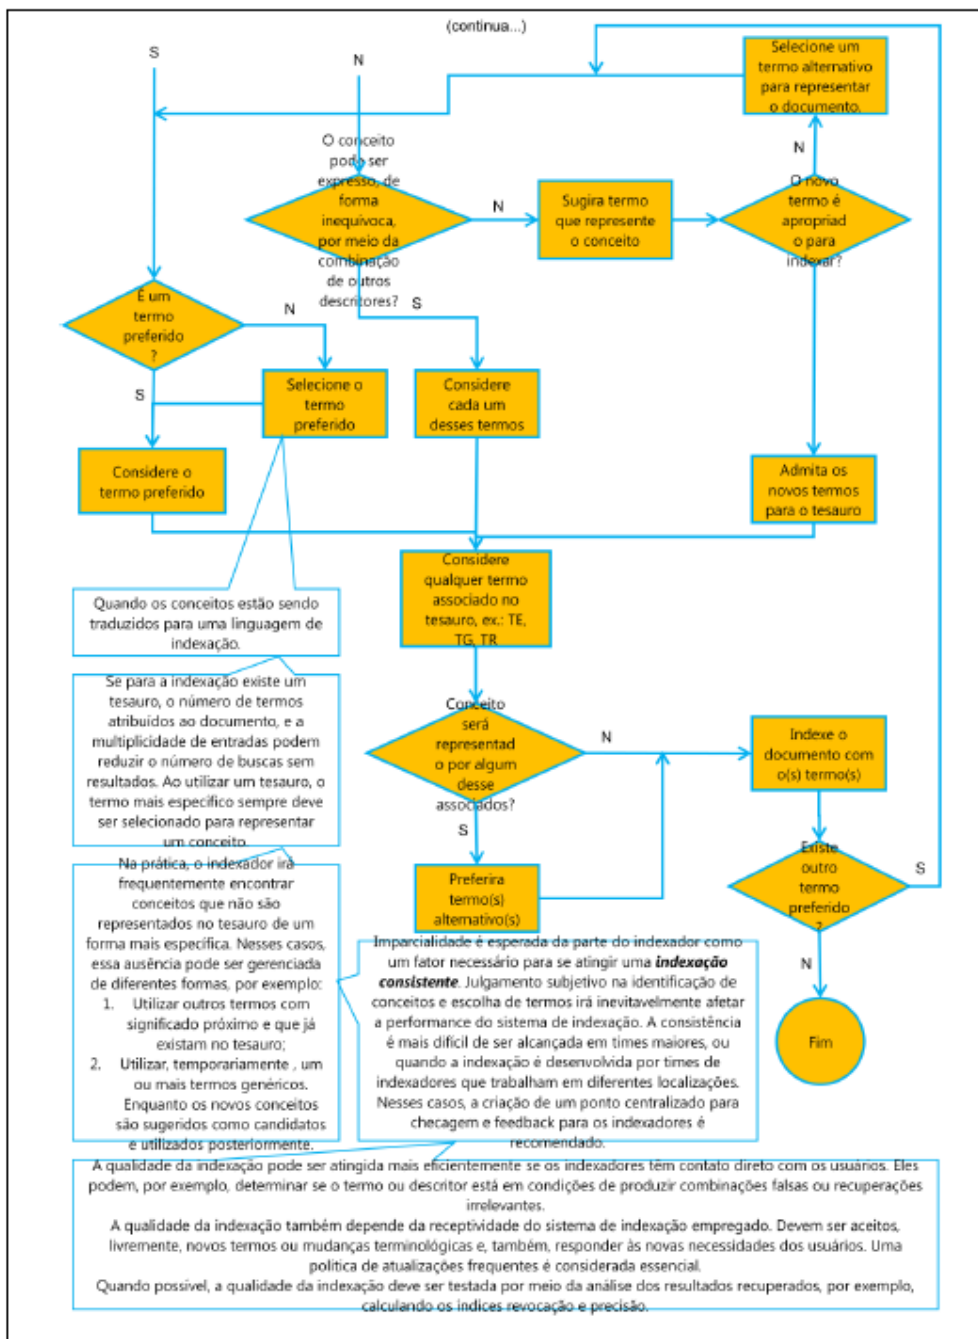 (continua...)
S
N
Selecione um
termo alternativo
para representar
o documento.
N
O conceito
pode ser
expresso, de
forma
inequívoca,
por meio da
combinação
de outros
descritores?
N
Sugira termo
que represente
o conceito
O novo
termo é
apropriad
o para
indexar?
S
É um
termo
preferido
?
N
S
Selecione o
termo
preferido
Considere
cada um
desses termos
Considere o
termo preferido
Admita os
novos termos
para o tesauro
Considere
qualquer termo
associado no
tesauro, ex.: TE,
TG, TR
Quando os conceitos estão sendo
traduzidos para uma linguagem de
indexação.
Se para a indexação existe um
tesauro, o número de termos
atribuídos ao documento, e a
multiplicidade de entradas podem
reduzir o número de buscas sem
resultados. Ao utilizar um tesauro, o
termo mais específico sempre deve
ser selecionado para representar
um conceito.
Conceito
será
representad
o por algum
desse
associados?
N
S
Indexe o
documento com
o(s) termo(s)
Preferira
termo(s)
alternativo(s)
Existe
outro
termo
preferido
?
S
N
Fim
Na prática, o indexador irá
frequentemente encontrar
conceitos que não são
representados no tesauro de um
forma mais específica. Nesses casos,
essa ausência pode ser gerenciada
de diferentes formas, por exemplo:
1. Utilizar outros termos com
significado próximo e que já
existam no tesauro;
2. Utilizar, temporariamente , um
ou mais termos genéricos.
Enquanto os novos conceitos
são sugeridos como candidatos
e utilizados posteriormente.
Imparcialidade é esperada da parte do indexador como
um fator necessário para se atingir uma indexação
consistente. Julgamento subjetivo na identificação de
conceitos e escolha de termos irá inevitavelmente afetar
a performance do sistema de indexação. A consistência
é mais difícil de ser alcançada em times maiores, ou
quando a indexação é desenvolvida por times de
indexadores que trabalham em diferentes localizações.
Nesses casos, a criação de um ponto centralizado para
checagem e feedback para os indexadores é
recomendado.
A qualidade da indexação pode ser atingida mais eficientemente se os indexadores têm contato direto com os usuários. Eles
podem, por exemplo, determinar se o termo ou descritor está em condições de produzir combinações falsas ou recuperações
irrelevantes.
A qualidade da indexação também depende da receptividade do sistema de indexação empregado. Devem ser aceitos,
livremente, novos termos ou mudanças terminológicas e, também, responder às novas necessidades dos usuários. Uma
política de atualizações frequentes é considerada essencial.
Quando possível, a qualidade da indexação deve ser testada por meio da análise dos resultados recuperados, por exemplo,
calculando os indices revocação e precisão.